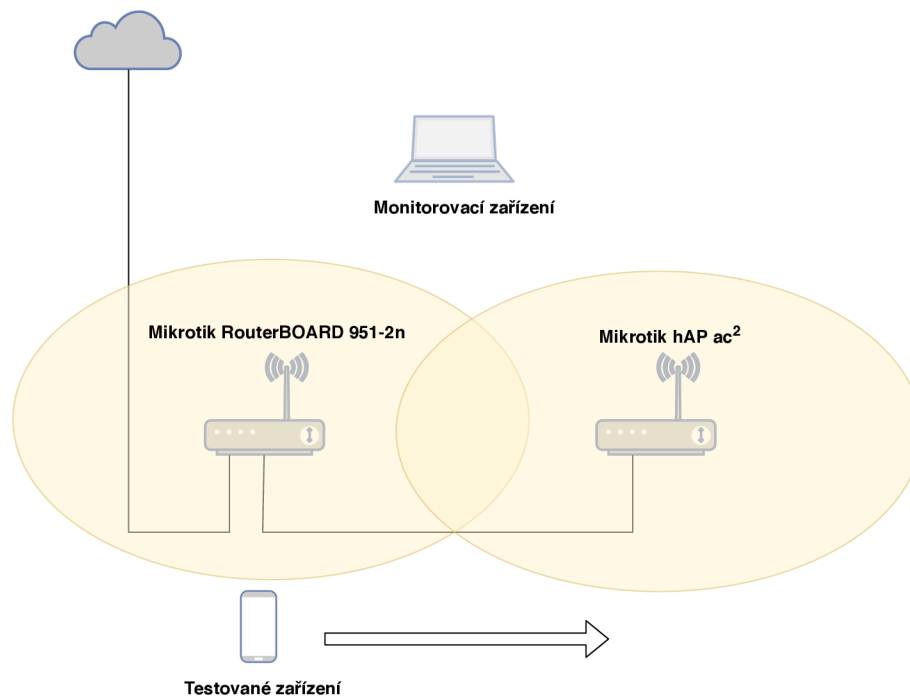 Monitorovací zařízení
Mikrotik RouterBOARD 951-2n
Mikrotik hAP ac²
Testované zařízení